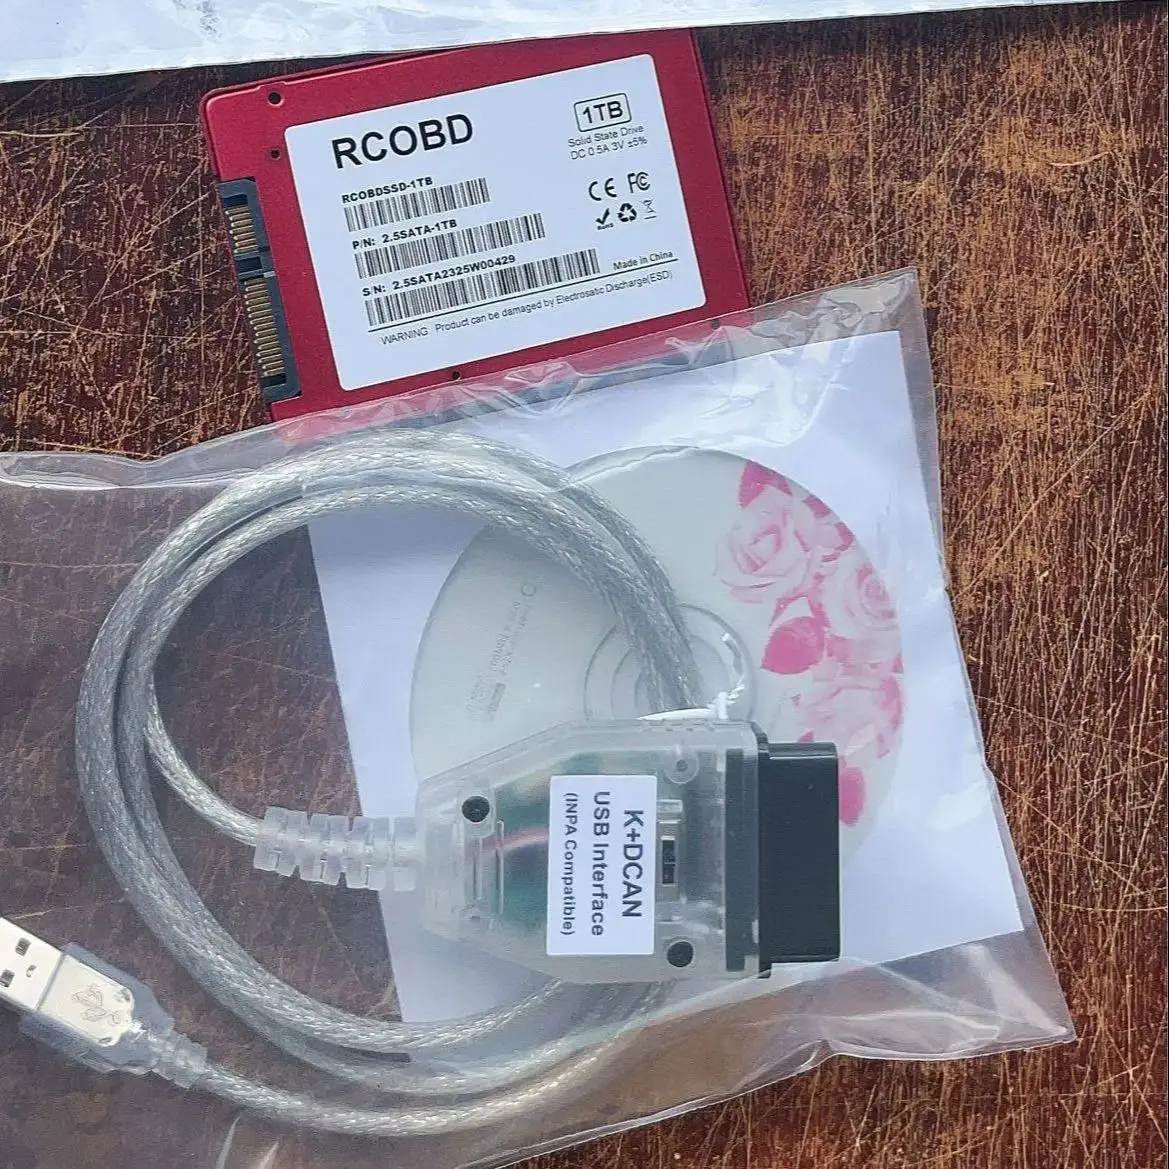 RCOBD
1TB
Solid State Drive
DC 0.5A 3V ±5%
RCOBDSSD-1TB
CE FC
P/N: 2.5SATA-1TB
RoHS
S/N: 2.5SATA2325W00429
Made in China
WARNING: Product can be damaged by Electrosatic Discharge(ESD)
K+DCAN
USB Interface
(INPA Compatible)